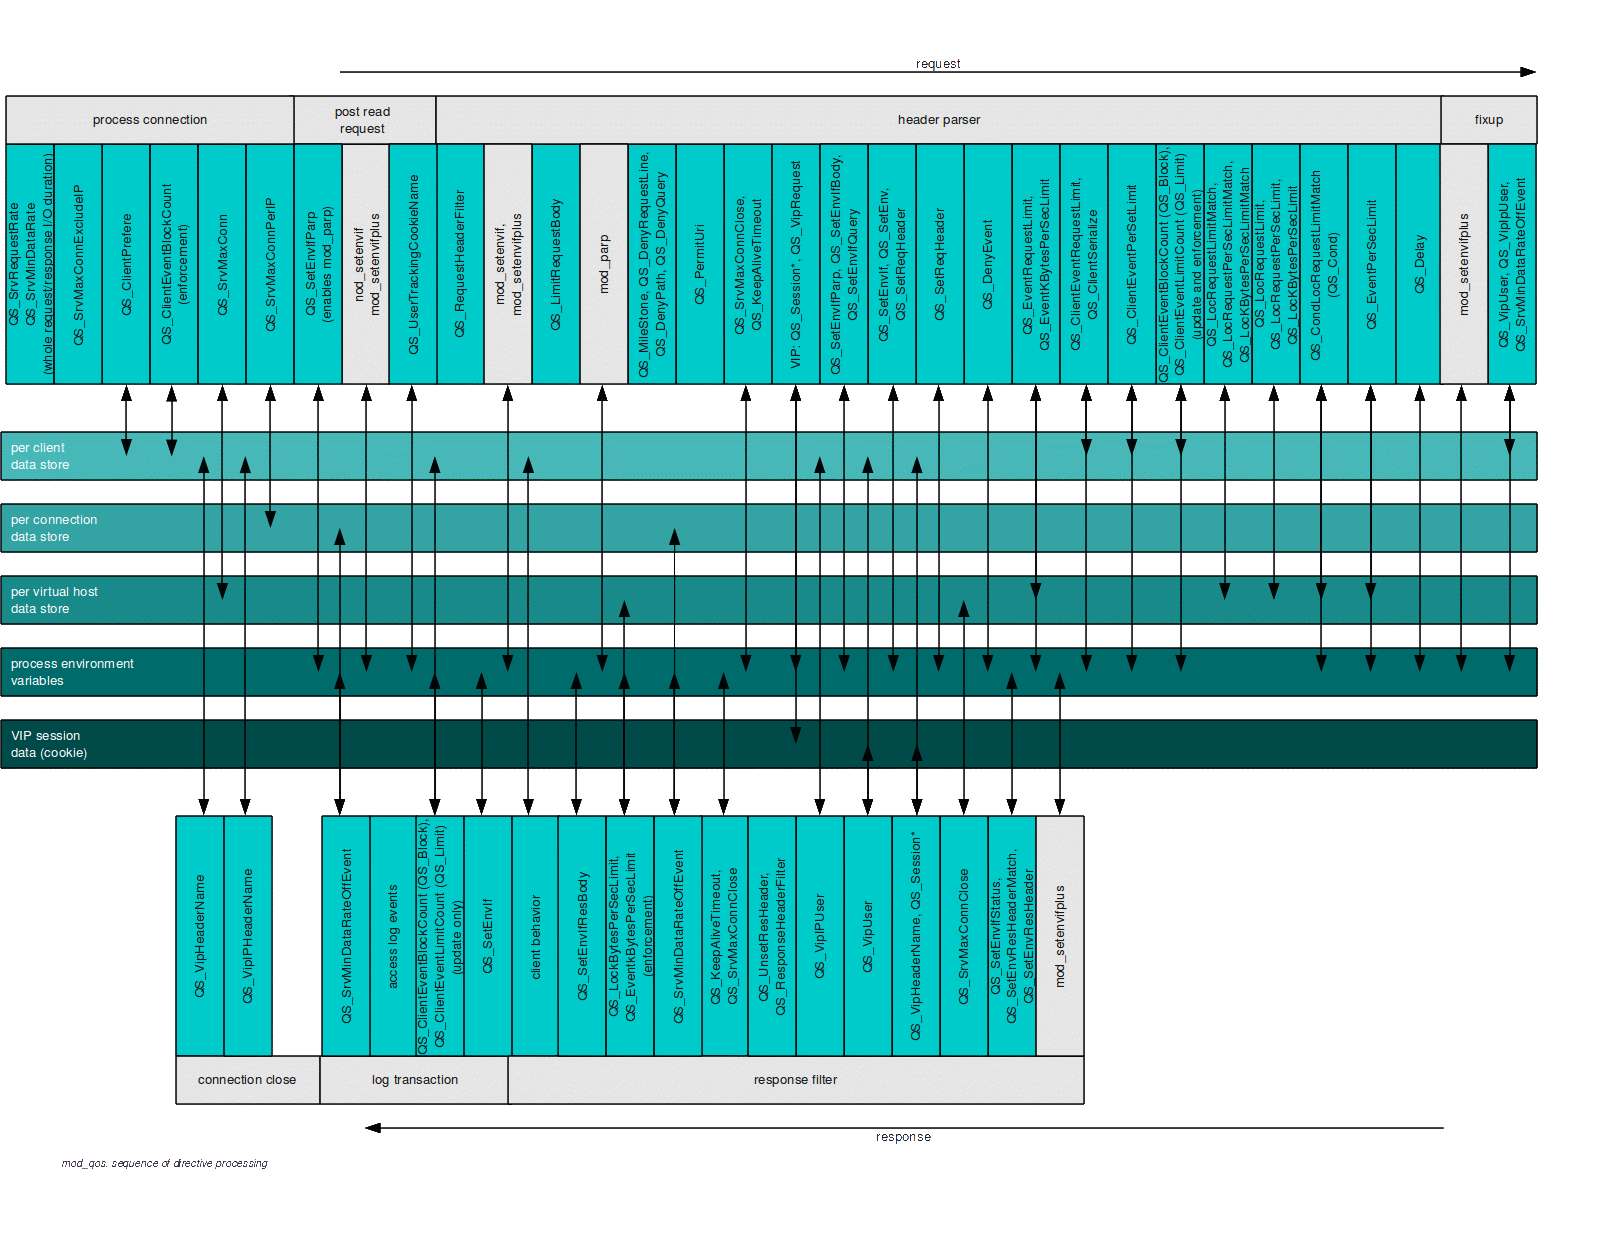 request
process connection
post read
request
header parser
fixup
QS_SrvRequestRate
QS_SrvMinDataRate
(whole request/response I/O duration)
QS_SrvMaxConnExcludeIP
QS_ClientPrefere
QS_ClientEventBlockCount
(enforcement)
QS_SrvMaxConn
QS_SrvMaxConnPerIP
QS_SetEnvIfParp
(enables mod_parp)
nod_setenvif
mod_setenvifplus
QS_UserTrackingCookieName
QS_RequestHeaderFilter
mod_setenvif,
mod_setenvifplus
QS_LimitRequestBody
mod_parp
QS_MileStone, QS_DenyRequestLine,
QS_DenyPath, QS_DenyQuery
QS_PermitUri
QS_SrvMaxConnClose,
QS_KeepAliveTimeout
VIP: QS_Session*, QS_VipRequest
QS_SetEnvIfParp, QS_SetEnvIfBody,
QS_SetEnvIfQuery
QS_SetEnvIf, QS_SetEnv,
QS_SetReqHeader
QS_SetReqHeader
QS_DenyEvent
QS_EventRequestLimit,
QS_EventKBytesPerSecLimit
QS_ClientEventRequestLimit,
QS_ClientSerialize
QS_ClientEventPerSetLimit
QS_ClientEventBlockCount (QS_Block),
QS_ClientEventLimitCount (QS_Limit)
(update and enforcement)
QS_LocRequestLimitMatch,
QS_LocRequestPerSecLimitMatch,
QS_LockBytesPerSecLimitMatch
QS_LocRequestLimit,
QS_LocRequestPerSecLimit,
QS_LocKBytesPerSecLimit
QS_CondLocRequestLimitMatch
(QS_Cond)
QS_EventPerSecLimit
QS_Delay
mod_setenvifplus
QS_VipUser, QS_VipIpUser,
QS_SrvMinDataRateOffEvent
per client
data store
per connection
data store
per virtual host
data store
process environment
variables
VIP session
data (cookie)
QS_VipHeaderName
QS_VipIPHeaderName
QS_SrvMinDataRateOffEvent
access log events
QS_ClientEventBlockCount (QS_Block),
QS_ClientEventLimitCount (QS_Limit)
(update only)
QS_SetEnvIf
client behavior
QS_SetEnvIfResBody
QS_LockBytesPerSecLimit,
QS_EventkBytesPerSecLimit
(enforcement)
QS_SrvMinDataRateOffEvent
QS_KeepAliveTimeout,
QS_SrvMaxConnClose
QS_UnsetResHeader,
QS_ResponseHeaderFilter
QS_VipIPUser
QS_VipUser
QS_VipHeaderName, QS_Session*
QS_SrvMaxConnClose
QS_SetEnvIfStatus,
QS_SetEnvResHeaderMatch,
QS_SetEnvResHeader
mod_setenvifplus
connection close
log transaction
response filter
response
mod_qos. sequence of directive processing